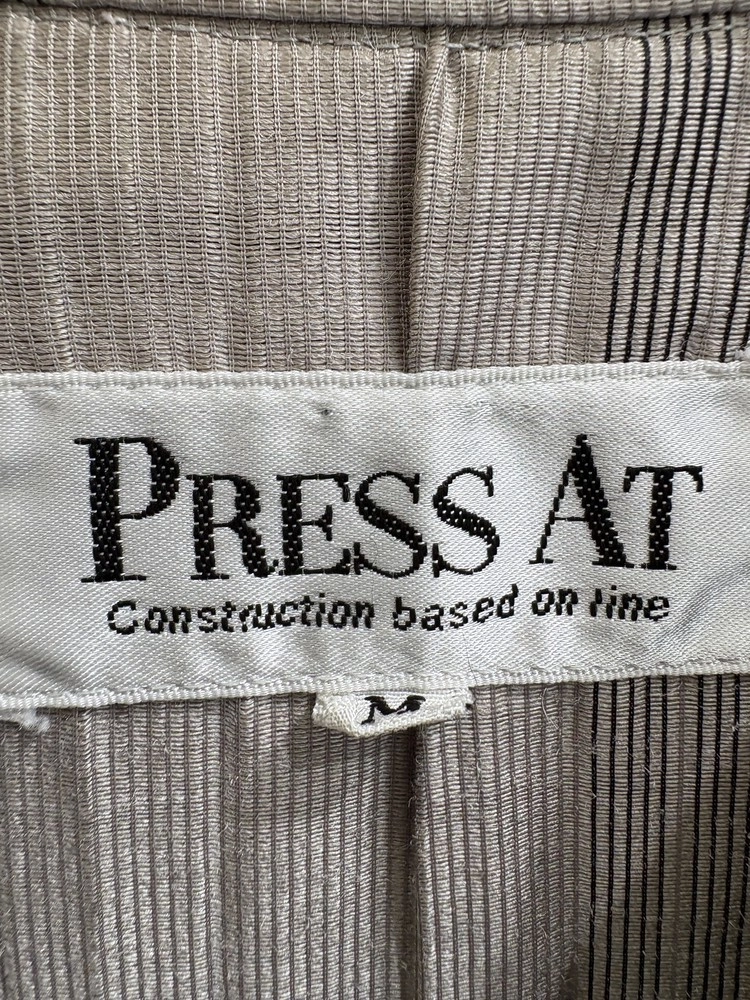 PRESS AT
Construction based on line
M